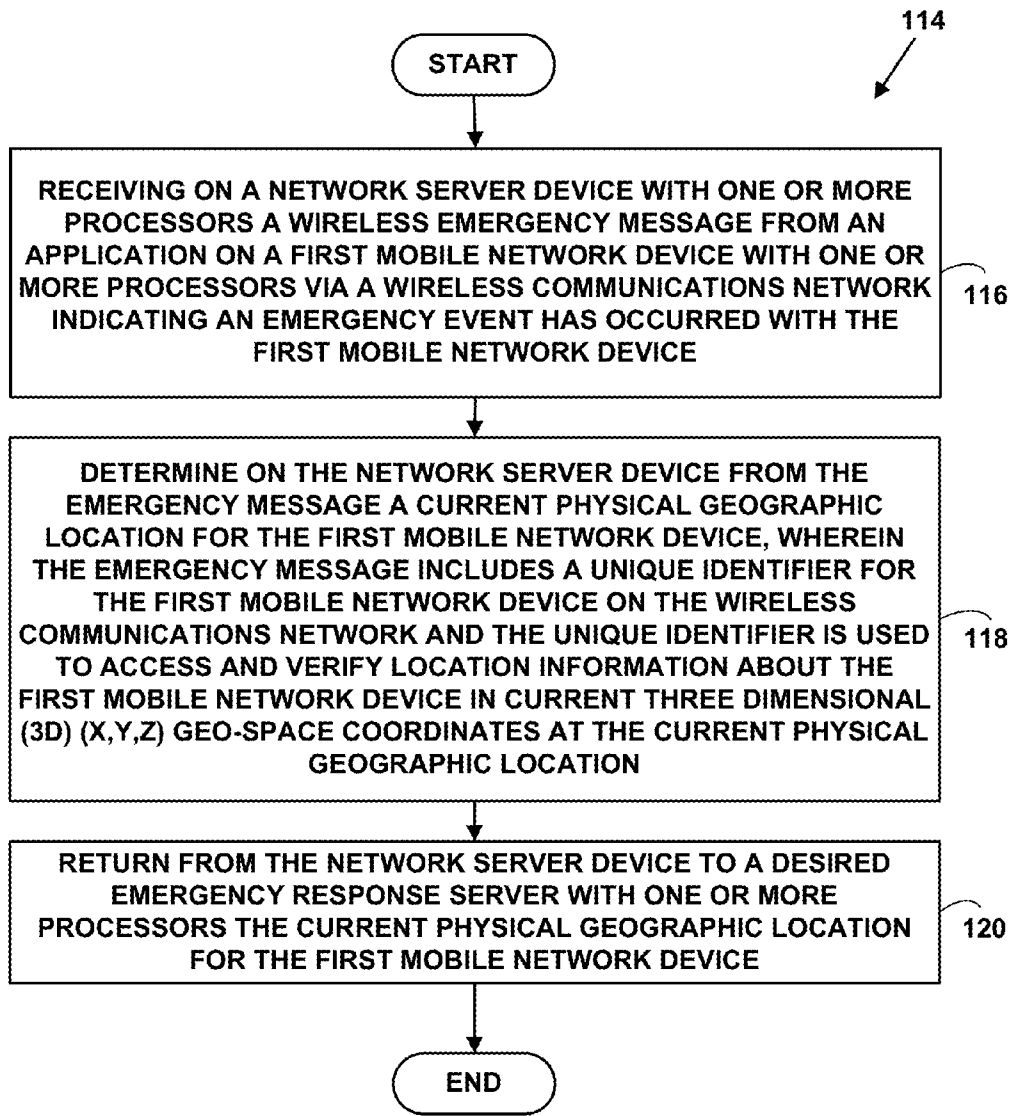 114
START
RECEIVING ON A NETWORK SERVER DEVICE WITH ONE OR MORE
PROCESSORS A WIRELESS EMERGENCY MESSAGE FROM AN
APPLICATION ON A FIRST MOBILE NETWORK DEVICE WITH ONE OR
MORE PROCESSORS VIA A WIRELESS COMMUNICATIONS NETWORK
INDICATING AN EMERGENCY EVENT HAS OCCURRED WITH THE
FIRST MOBILE NETWORK DEVICE
116
DETERMINE ON THE NETWORK SERVER DEVICE FROM THE
EMERGENCY MESSAGE A CURRENT PHYSICAL GEOGRAPHIC
LOCATION FOR THE FIRST MOBILE NETWORK DEVICE, WHEREIN
THE EMERGENCY MESSAGE INCLUDES A UNIQUE IDENTIFIER FOR
THE FIRST MOBILE NETWORK DEVICE ON THE WIRELESS
COMMUNICATIONS NETWORK AND THE UNIQUE IDENTIFIER IS USED
TO ACCESS AND VERIFY LOCATION INFORMATION ABOUT THE
FIRST MOBILE NETWORK DEVICE IN CURRENT THREE DIMENSIONAL
(3D) (X,Y,Z) GEO-SPACE COORDINATES AT THE CURRENT PHYSICAL
GEOGRAPHIC LOCATION
118
RETURN FROM THE NETWORK SERVER DEVICE TO A DESIRED
EMERGENCY RESPONSE SERVER WITH ONE OR MORE
PROCESSORS THE CURRENT PHYSICAL GEOGRAPHIC LOCATION
FOR THE FIRST MOBILE NETWORK DEVICE
120
END